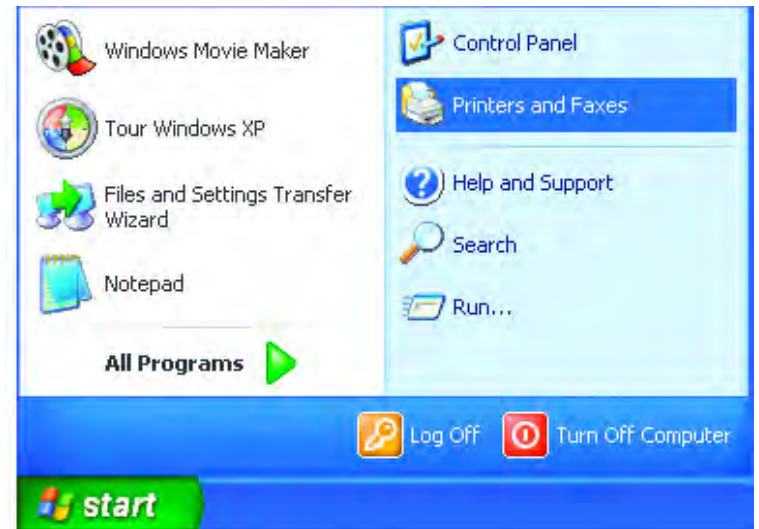 Windows Movie Maker
Tour Windows XP
Files and Settings Transfer
Wizard
Notepad
All Programs
Control Panel
Printers and Faxes
Help and Support
Search
Run...
Log Off
Turn Off Computer
start